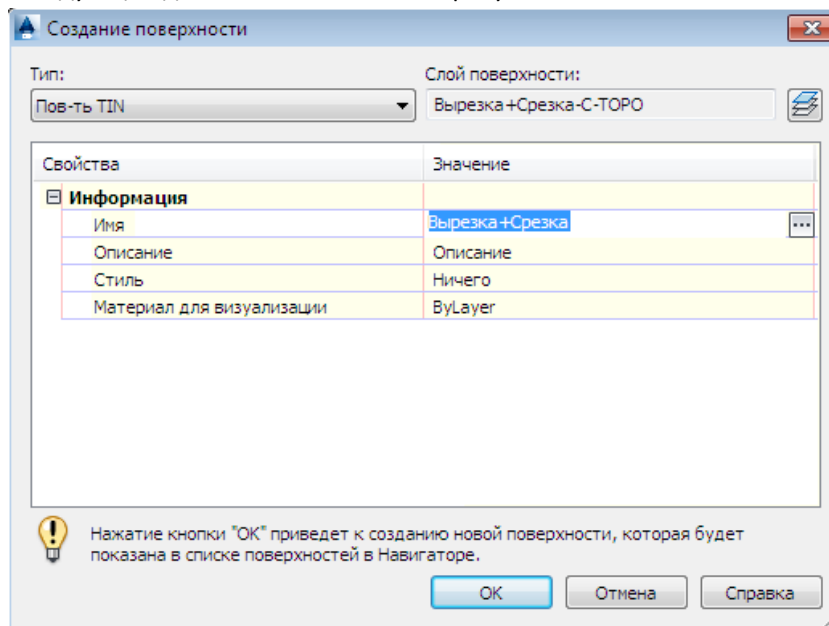 Создание поверхности
Тип:
Слой поверхности:
Пов-ть TIN
Вырезка+Срезка-C-TOPO
Свойства
Значение
Информация
Имя
Вырезка+Срезка
...
Описание
Описание
Стиль
Ничего
Материал для визуализации
ByLayer
Нажатие кнопки "ОК" приведет к созданию новой поверхности, которая будет
показана в списке поверхностей в Навигаторе.
ОК
Отмена
Справка